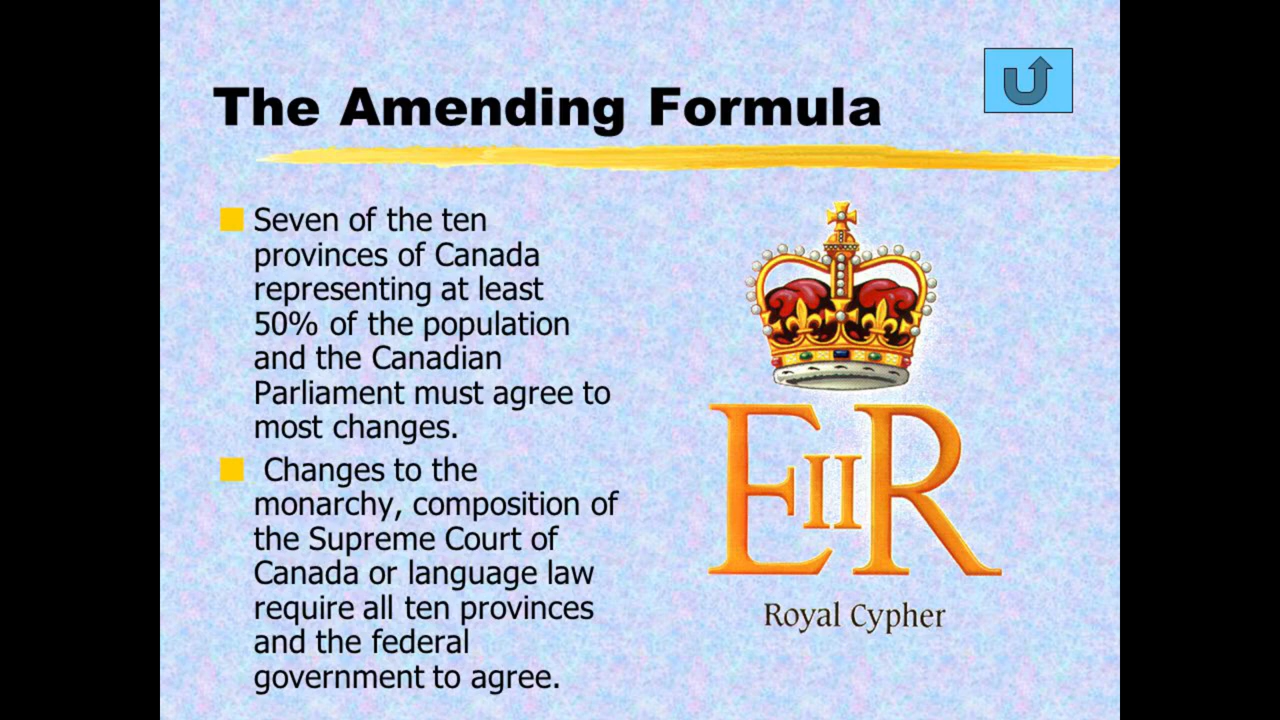 The Amending Formula
Seven of the ten
provinces of Canada
representing at least
50% of the population
and the Canadian
Parliament must agree to
most changes.
Changes to the
monarchy, composition of
the Supreme Court of
Canada or language law
require all ten provinces
and the federal
government to agree.
EIIR
Royal Cypher